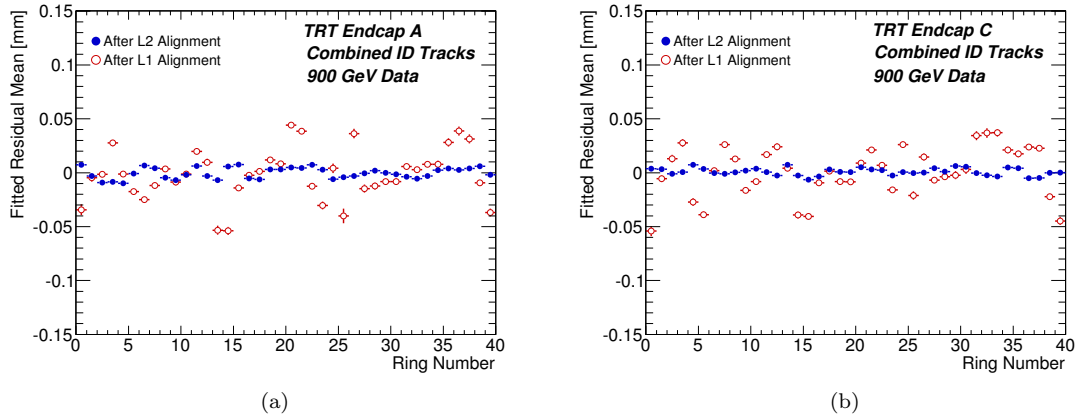 Fitted Residual Mean [mm]
0.15
0.1
0.05
0
-0.05
-0.1
-0.15
After L2 Alignment
After L1 Alignment
TRT Endcap A
Combined ID Tracks
900 GeV Data
0 5 10 15 20 25 30 35 40
Ring Number
(a)
Fitted Residual Mean [mm]
0.15
0.1
0.05
0
-0.05
-0.1
-0.15
After L2 Alignment
After L1 Alignment
TRT Endcap C
Combined ID Tracks
900 GeV Data
0 5 10 15 20 25 30 35 40
Ring Number
(b)